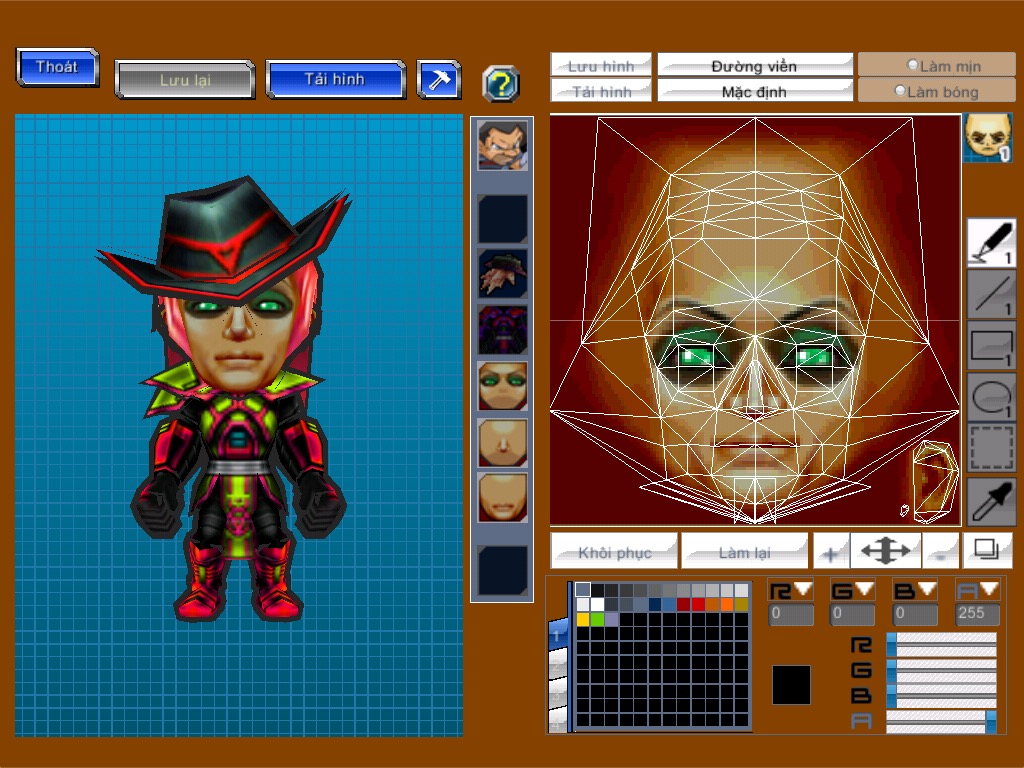 Thoát
Lưu lại
Tải hình
?
Lưu hình
Đường viền
Làm mịn
Tải hình
Mặc định
Làm bóng
1
1
1
1
1
Khôi phục
Làm lại
+
-
R
G
B
A
0
0
0
255
1
R
G
B
A